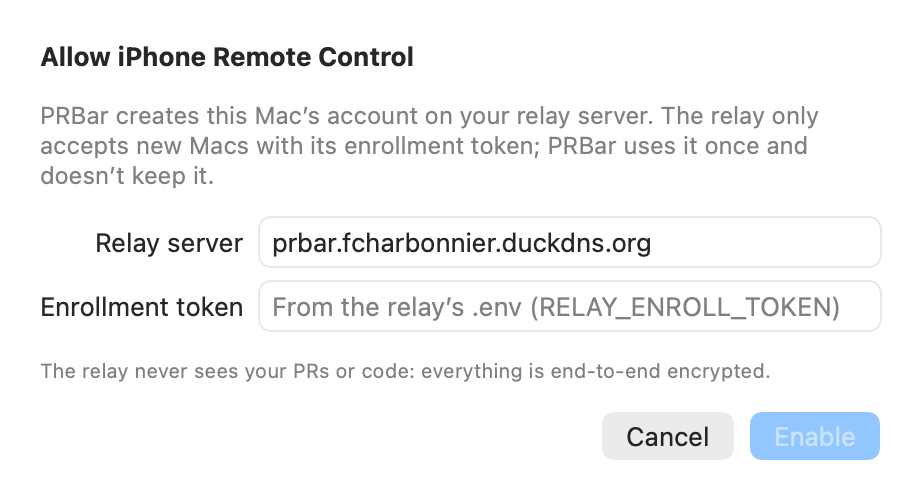 Allow iPhone Remote Control
PRBar creates this Mac’s account on your relay server. The relay only
accepts new Macs with its enrollment token; PRBar uses it once and
doesn’t keep it.
Relay server prbar.fcharbonnier.duckdns.org
Enrollment token From the relay’s .env (RELAY_ENROLL_TOKEN)
The relay never sees your PRs or code: everything is end-to-end encrypted.
Cancel Enable